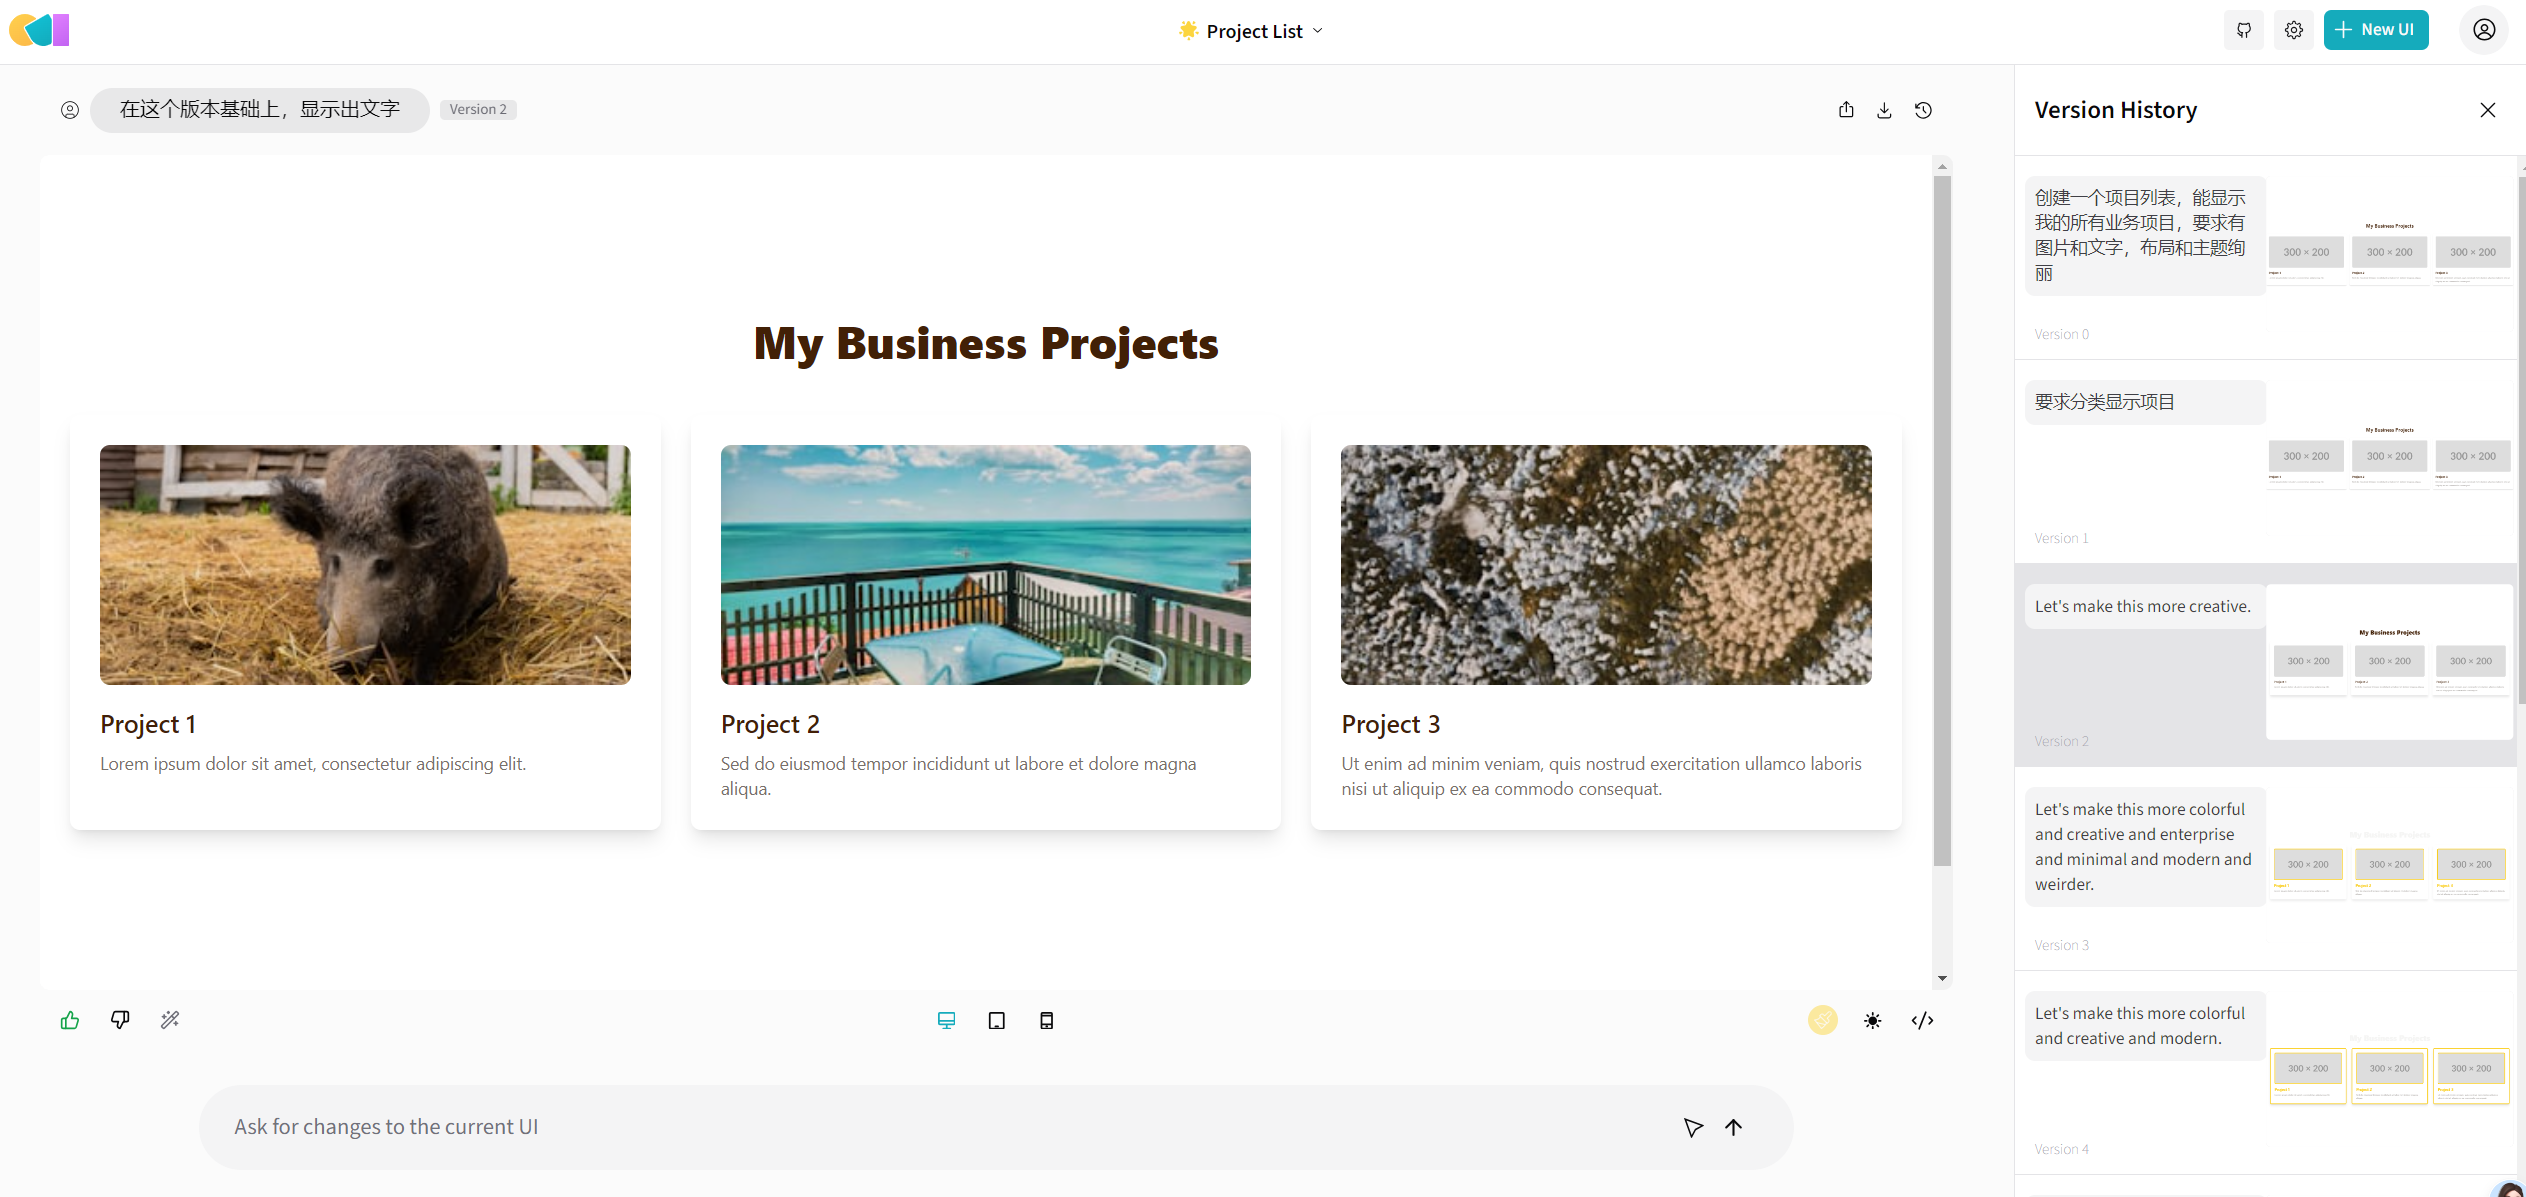 Project List
New UI
在这个版本基础上，显示出文字
Version 2
My Business Projects
Project 1
Lorem ipsum dolor sit amet, consectetur adipiscing elit.
Project 2
Sed do eiusmod tempor incididunt ut labore et dolore magna
aliqua.
Project 3
Ut enim ad minim veniam, quis nostrud exercitation ullamco laboris
nisi ut aliquip ex ea commodo consequat.
Ask for changes to the current UI
Version History
创建一个项目列表，能显示
我的所有业务项目，要求有
图片和文字，布局和主题绚
丽
My Business Projects
300 × 200
300 × 200
300 × 200
Version 0
要求分类显示项目
My Business Projects
300 × 200
300 × 200
300 × 200
Version 1
Let's make this more creative.
My Business Projects
300 × 200
300 × 200
300 × 200
Version 2
Let's make this more colorful
and creative and enterprise
and minimal and modern and
weirder.
My Business Projects
300 × 200
300 × 200
300 × 200
Version 3
Let's make this more colorful
and creative and modern.
My Business Projects
300 × 200
300 × 200
300 × 200
Version 4